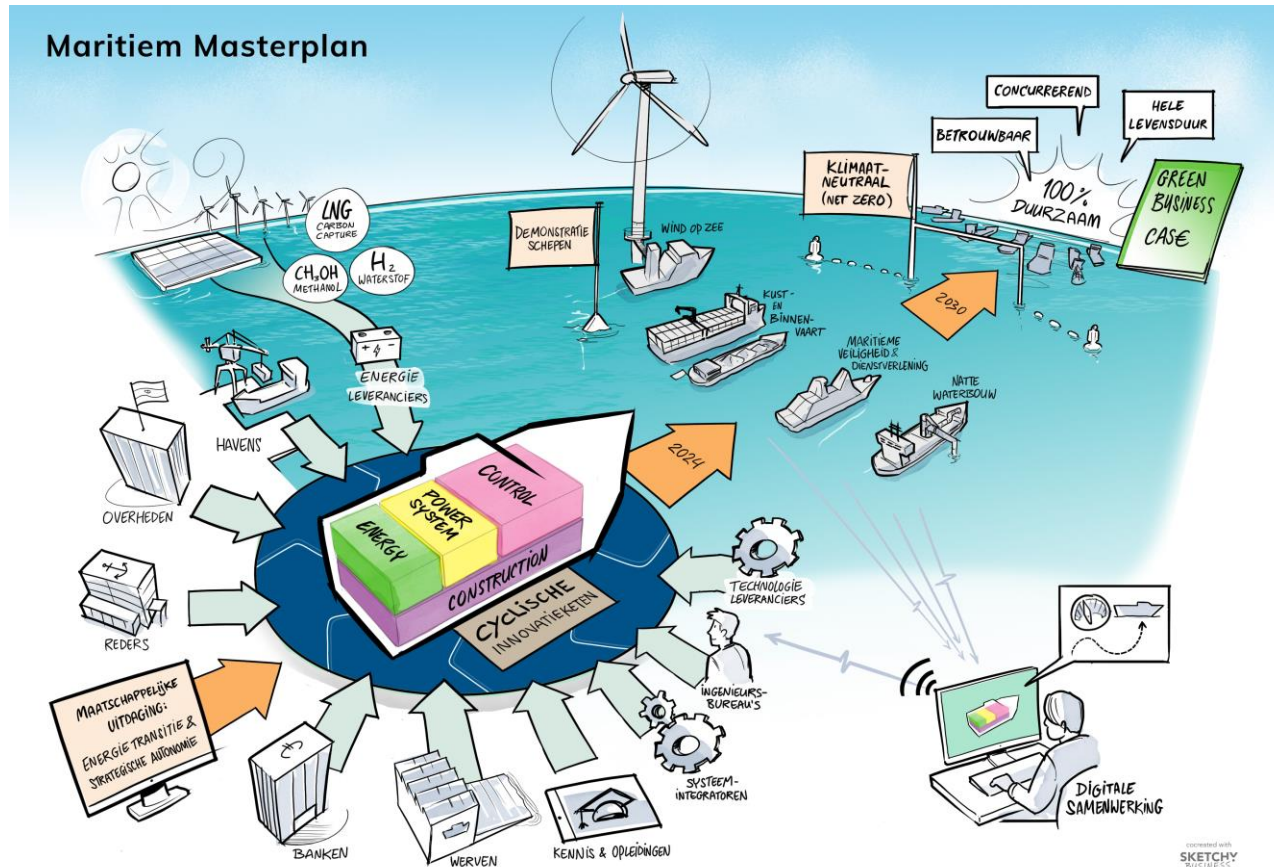 Maritiem Masterplan
CONCURREREND
HELE
LEVENSDUUR
BETROUWBAAR
100%
DUURZAAM
GREEN
BUSINESS
CAS€
KLIMAAT-
NEUTRAAL
(NET ZERO)
LNG
CARBON
CAPTURE
CH₃OH
METHANOL
H₂
WATERSTOF
DEMONSTRATIE
SCHEPEN
WIND OP ZEE
KUST-
EN
BINNEN-
VAART
2030
MARITIEME
VEILIGHEID &
DIENSTVERLENING
NATTE
WATERBOUW
+ -
ENERGIE
LEVERANCIERS
HAVENS
OVERHEDEN
REDERS
2024
CONTROL
POWER
SYSTEM
ENERGY
CONSTRUCTION
CYCLISCHE
INNOVATIEKETEN
TECHNOLOGIE
LEVERANCIERS
INGENIEURS-
BUREAU'S
SYSTEEM-
INTEGRATOREN
KENNIS & OPLEIDINGEN
WERVEN
BANKEN
MAATSCHAPPELIJKE
UITDAGING:
ENERGIE TRANSITIE &
STRATEGISCHE AUTONOMIE
DIGITALE
SAMENWERKING
cocreated with
SKETCHY
BUSINESS